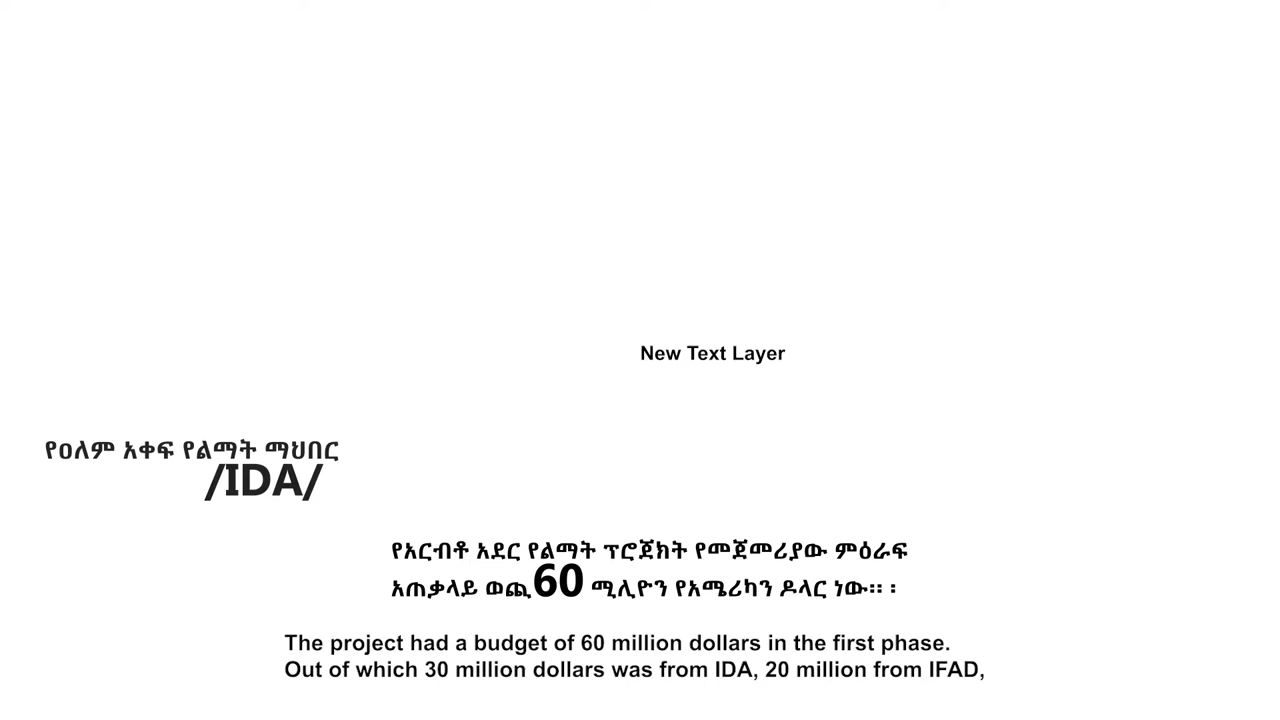 New Text Layer
የዐለም አቀፍ የልማት ማህበር
/IDA/
የአርብቶ አደር የልማት ፕሮጀክት የመጀመሪያው ምዕራፍ
አጠቃላይ ወጪ 60 ሚሊዮን የአሜሪካን ዶላር ነው። ፡
The project had a budget of 60 million dollars in the first phase.
Out of which 30 million dollars was from IDA, 20 million from IFAD,